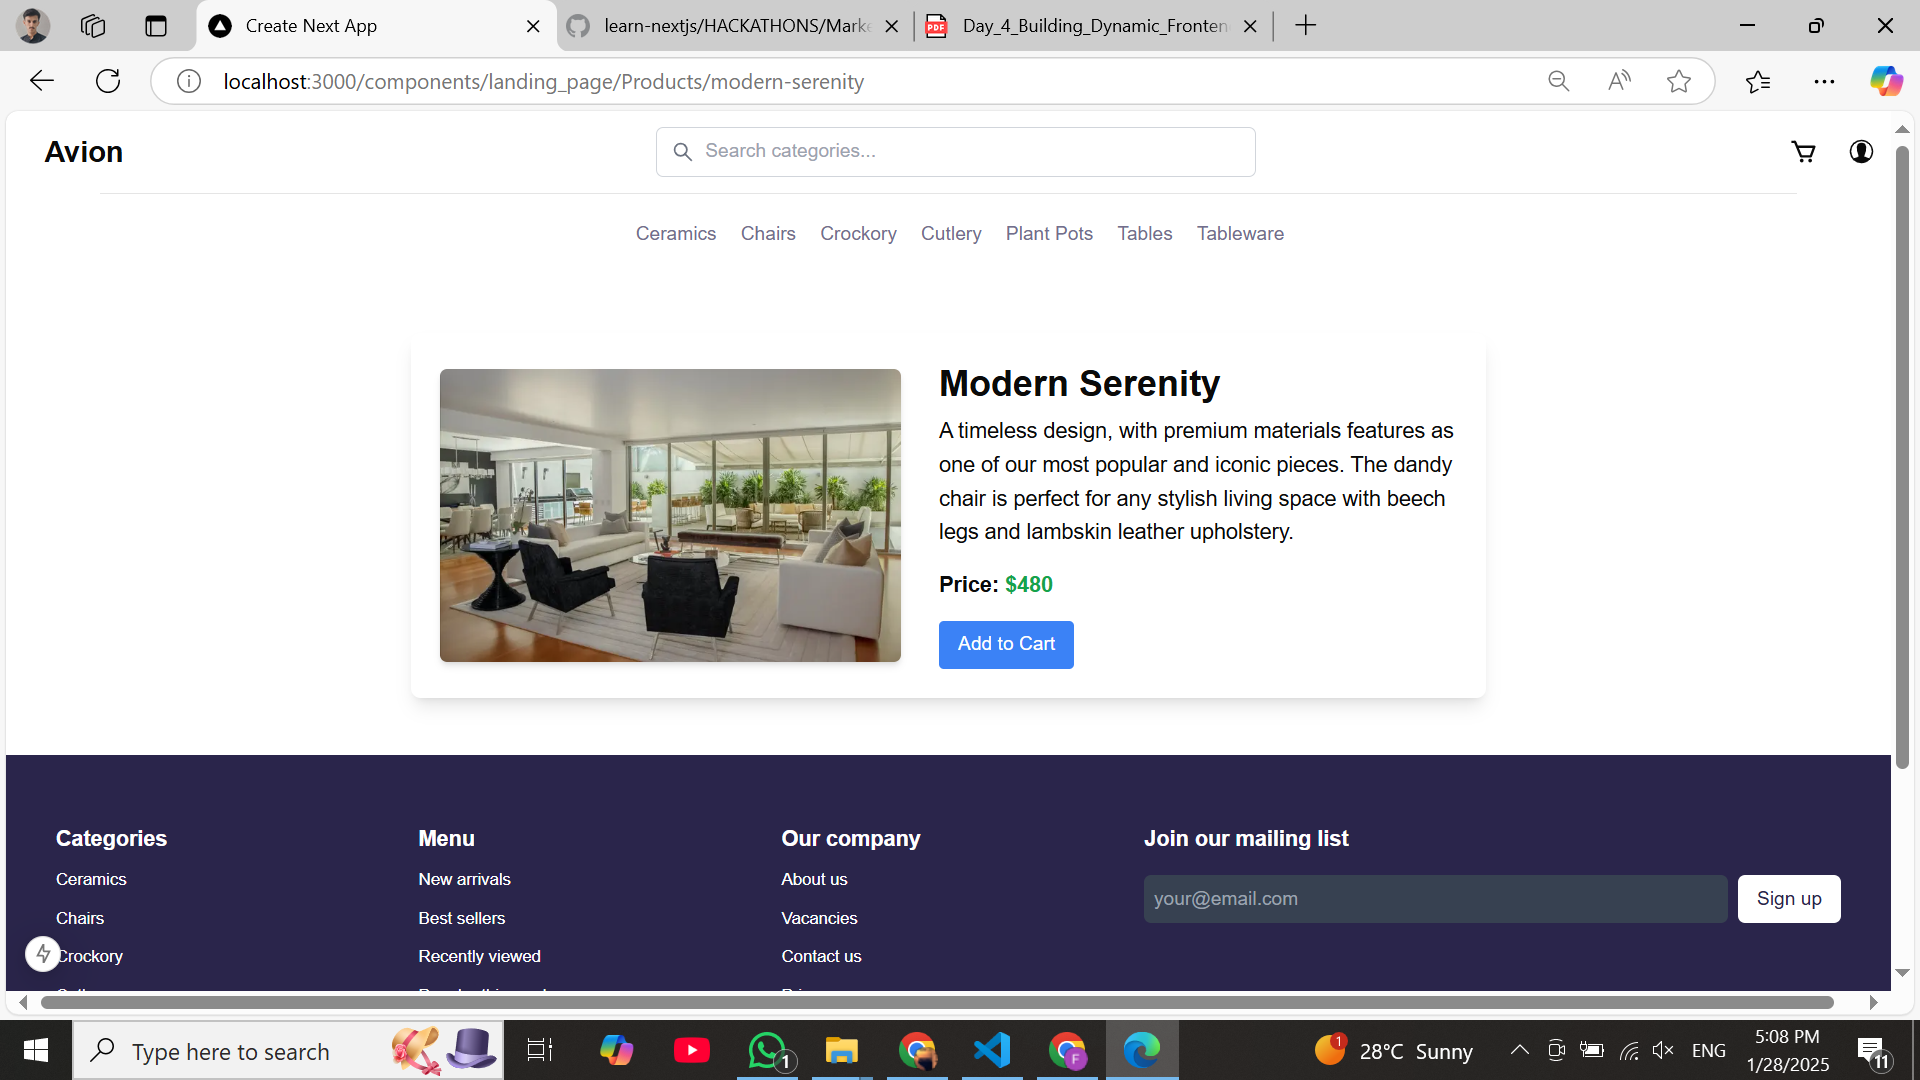 Create Next App
learn-nextjs/HACKATHONS/Marke
PDF
Day_4_Building_Dynamic_Fronten
localhost:3000/components/landing_page/Products/modern-serenity
Avion
Search categories...
Ceramics Chairs Crockory Cutlery Plant Pots Tables Tableware
Modern Serenity
A timeless design, with premium materials features as
one of our most popular and iconic pieces. The dandy
chair is perfect for any stylish living space with beech
legs and lambskin leather upholstery.
Price: $480
Add to Cart
Categories
Ceramics
Chairs
Crockory
Menu
New arrivals
Best sellers
Recently viewed
Our company
About us
Vacancies
Contact us
Join our mailing list
your@email.com
Sign up
Type here to search
1
F
1
28°C Sunny
ENG
5:08 PM
1/28/2025
11